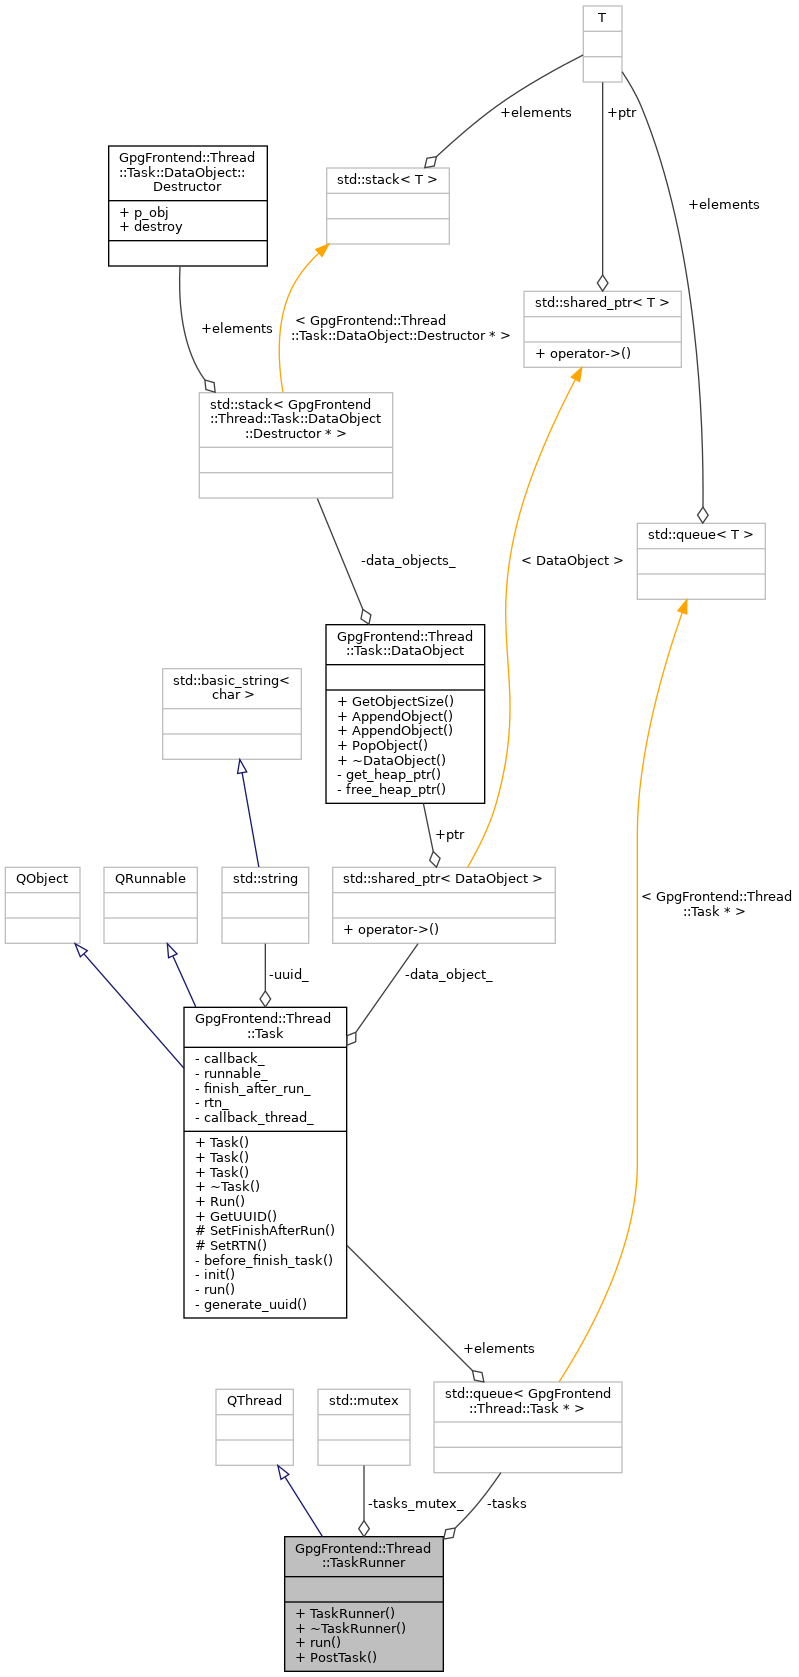 T
+elements
+ptr
GpgFrontend::Thread
::Task::DataObject::
Destructor
+ p_obj
+ destroy
std::stack< T >
+elements
std::shared_ptr< T >
+ operator->()
+elements
< GpgFrontend::Thread
::Task::DataObject::Destructor * >
std::stack< GpgFrontend
::Thread::Task::DataObject
::Destructor * >
std::queue< T >
-data_objects_
< DataObject >
GpgFrontend::Thread
::Task::DataObject
+ GetObjectSize()
+ AppendObject()
+ AppendObject()
+ PopObject()
+ ~DataObject()
- get_heap_ptr()
- free_heap_ptr()
std::basic_string<
char >
+ptr
QObject
QRunnable
std::string
std::shared_ptr< DataObject >
+ operator->()
< GpgFrontend::Thread
::Task * >
-uuid_
-data_object_
GpgFrontend::Thread
::Task
- callback_
- runnable_
- finish_after_run_
- rtn_
- callback_thread_
+ Task()
+ Task()
+ Task()
+ ~Task()
+ Run()
+ GetUUID()
# SetFinishAfterRun()
# SetRTN()
- before_finish_task()
- init()
- run()
- generate_uuid()
+elements
QThread
std::mutex
std::queue< GpgFrontend
::Thread::Task * >
-tasks_mutex_
-tasks
GpgFrontend::Thread
::TaskRunner
+ TaskRunner()
+ ~TaskRunner()
+ run()
+ PostTask()